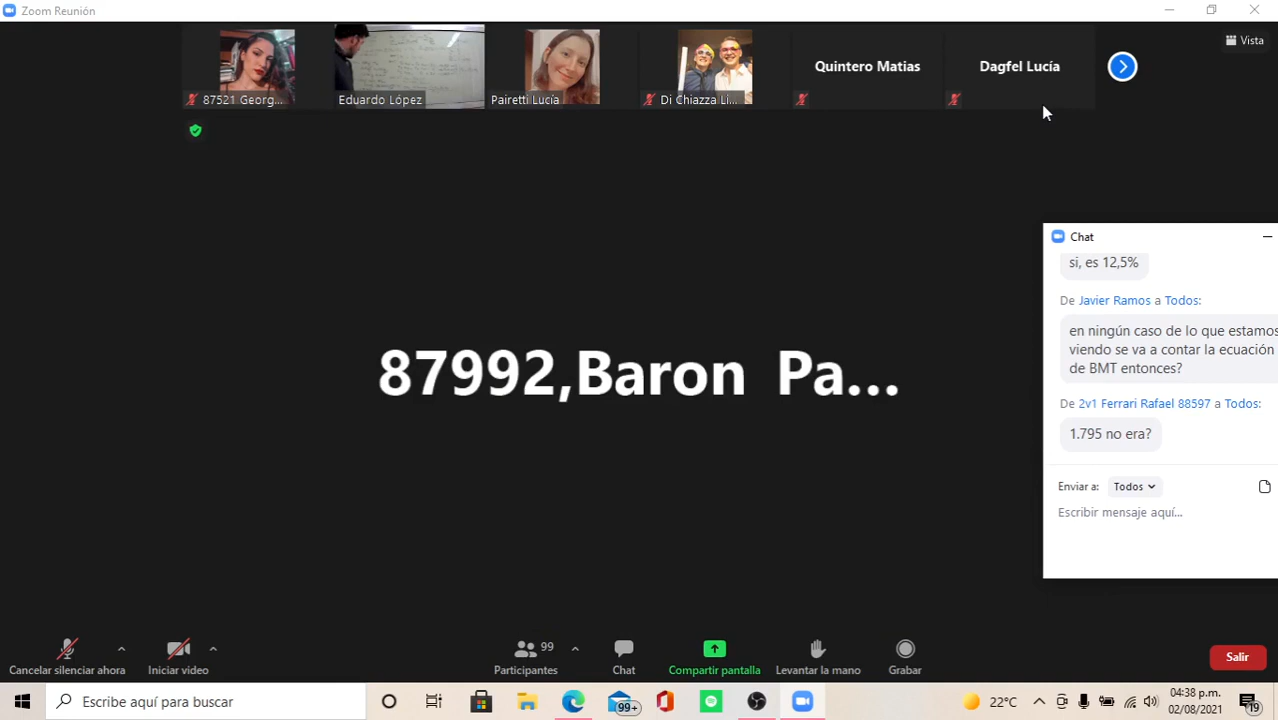 Zoom Reunión
Vista
87521 Georg...
Eduardo López
Pairetti Lucía
Di Chiazza Li...
Quintero Matias
Dagfel Lucía
87992,Baron Pa...
Chat
si, es 12,5%
De Javier Ramos a Todos:
en ningún caso de lo que estamos
viendo se va a contar la ecuación
de BMT entonces?
De 2v1 Ferrari Rafael 88597 a Todos:
1.795 no era?
Enviar a: Todos
Escribir mensaje aquí...
Cancelar silenciar ahora
Iniciar video
99
Participantes
Chat
Compartir pantalla
Levantar la mano
Grabar
Salir
Escribe aquí para buscar
99+
22°C
04:38 p.m.
02/08/2021
19